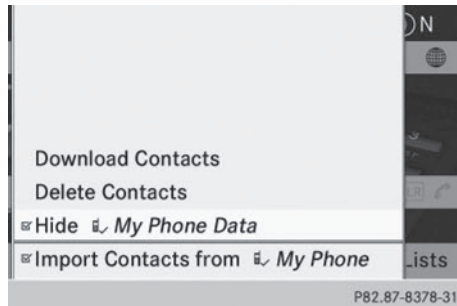 N
Download Contacts
Delete Contacts
Hide My Phone Data
Import Contacts from My Phone
Lists
P82.87-8378-31